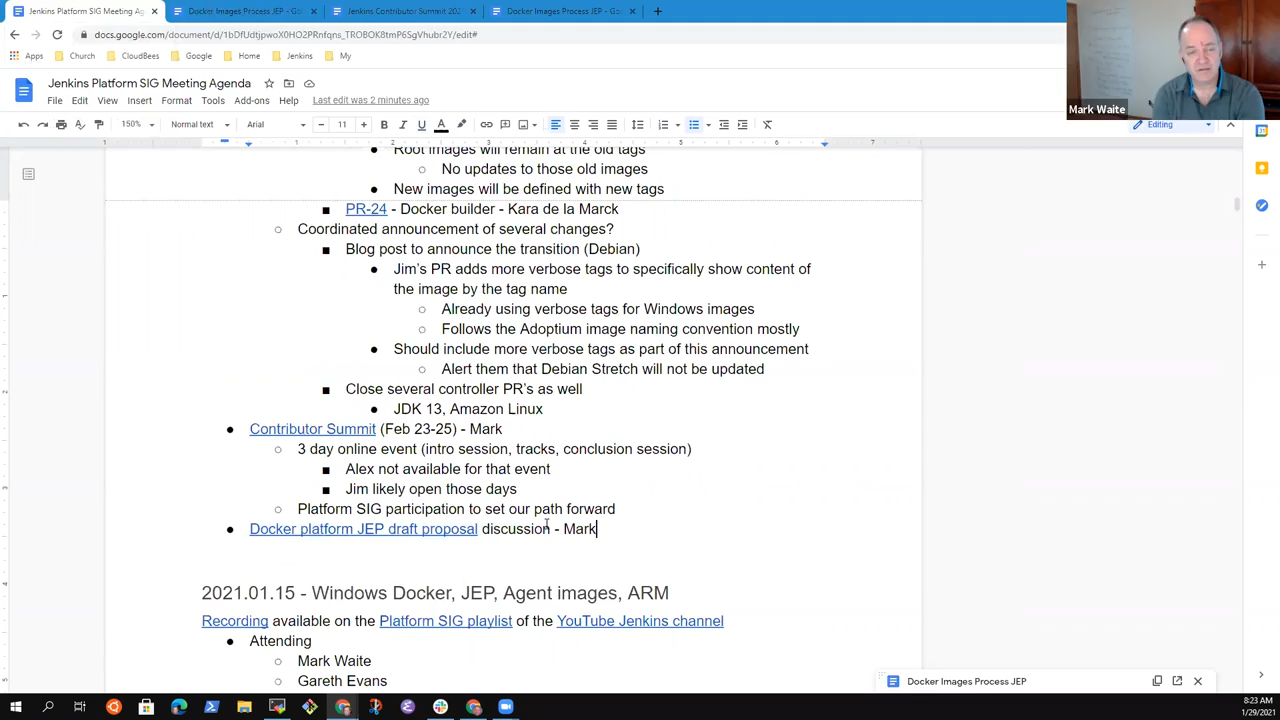 Jenkins Platform SIG Meeting Ag
Docker Images Process JEP - Go
Jenkins Contributor Summit 202
Docker Images Process JEP - Go
docs.google.com/document/d/1bDfUdtjpwoX0HO2PRnfqns_TROBOK8tmP6SgVhubr2Y/edit#
Apps Church CloudBees Google Home Jenkins My
Jenkins Platform SIG Meeting Agenda
File Edit View Insert Format Tools Add-ons Help Last edit was 2 minutes ago
150% Normal text Arial 11 Editing
Mark Waite
1 1 2 3 4 5 6 7
Root images will remain at the old tags
No updates to those old images
New images will be defined with new tags
PR-24 - Docker builder - Kara de la Marck
Coordinated announcement of several changes?
Blog post to announce the transition (Debian)
Jim's PR adds more verbose tags to specifically show content of
the image by the tag name
Already using verbose tags for Windows images
Follows the Adoptium image naming convention mostly
Should include more verbose tags as part of this announcement
Alert them that Debian Stretch will not be updated
Close several controller PR's as well
JDK 13, Amazon Linux
Contributor Summit (Feb 23-25) - Mark
3 day online event (intro session, tracks, conclusion session)
Alex not available for that event
Jim likely open those days
Platform SIG participation to set our path forward
Docker platform JEP draft proposal discussion - Mark
2021.01.15 - Windows Docker, JEP, Agent images, ARM
Recording available on the Platform SIG playlist of the YouTube Jenkins channel
Attending
Mark Waite
Gareth Evans
Docker Images Process JEP
8:23 AM
1/29/2021